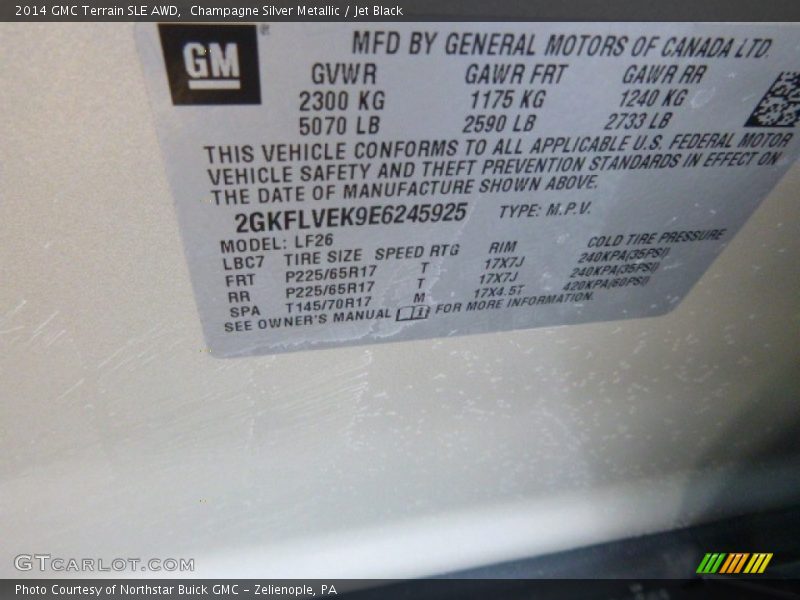 2014 GMC Terrain SLE AWD, Champagne Silver Metallic / Jet Black
GM ®
MFD BY GENERAL MOTORS OF CANADA LTD.
GVWR GAWR FRT GAWR RR
2300 KG 1175 KG 1240 KG
5070 LB 2590 LB 2733 LB
THIS VEHICLE CONFORMS TO ALL APPLICABLE U.S. FEDERAL MOTOR
VEHICLE SAFETY AND THEFT PREVENTION STANDARDS IN EFFECT ON
THE DATE OF MANUFACTURE SHOWN ABOVE.
2GKFLVEK9E6245925 TYPE: M.P.V.
MODEL: LF26
LBC7 TIRE SIZE SPEED RTG RIM COLD TIRE PRESSURE
FRT P225/65R17 T 17X7J 240KPA(35PSI)
RR P225/65R17 T 17X7J 240KPA(35PSI)
SPA T145/70R17 M 17X4.5T 420KPA(60PSI)
SEE OWNER'S MANUAL FOR MORE INFORMATION.
GTCARLOT.COM
Photo Courtesy of Northstar Buick GMC - Zelienople, PA